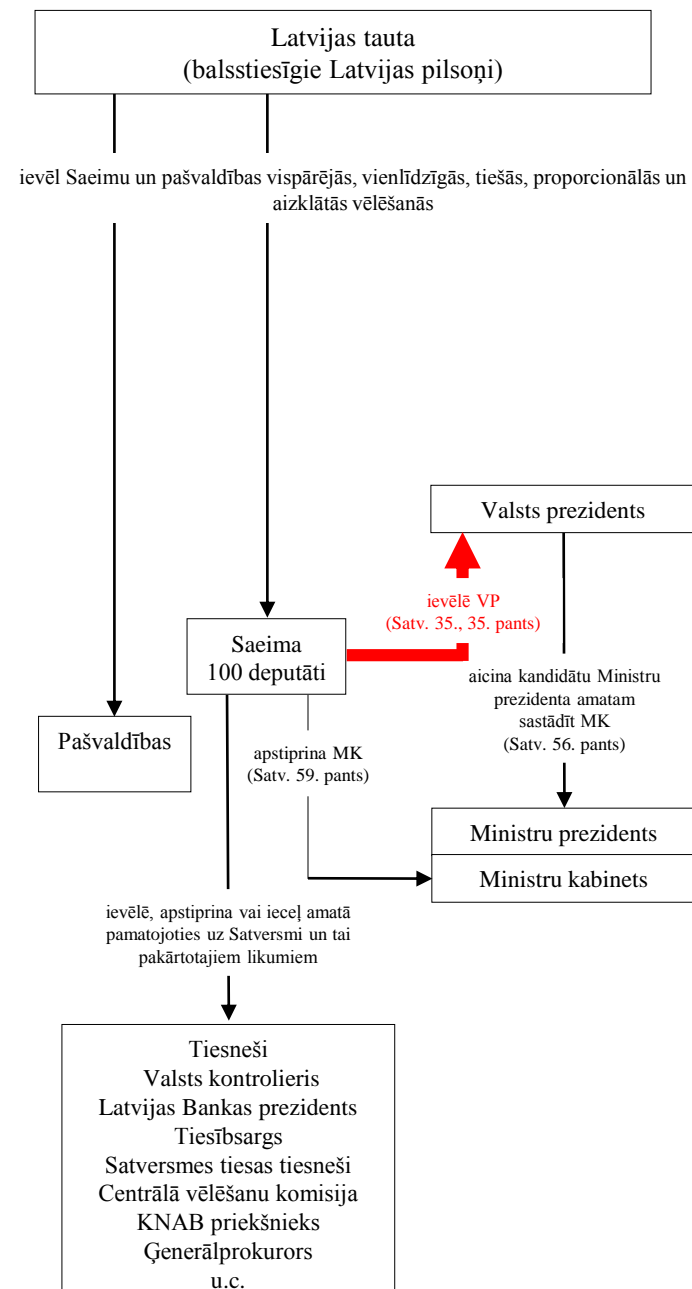 Latvijas tauta
(balsstiesīgie Latvijas pilsoņi)
ievēl Saeimu un pašvaldības vispārējās, vienlīdzīgās, tiešās, proporcionālās un
aizklātās vēlēšanās
Valsts prezidents
ievēlē VP
(Satv. 35., 35. pants)
Saeima
100 deputāti
aicina kandidātu Ministru
prezidenta amatam
sastādīt MK
(Satv. 56. pants)
Pašvaldības
apstiprina MK
(Satv. 59. pants)
Ministru prezidents
Ministru kabinets
ievēlē, apstiprina vai ieceļ amatā
pamatojoties uz Satversmi un tai
pakārtotajiem likumiem
Tiesneši
Valsts kontrolieris
Latvijas Bankas prezidents
Tiesībsargs
Satversmes tiesas tiesneši
Centrālā vēlēšanu komisija
KNAB priekšnieks
Ģenerālprokurors
u.c.